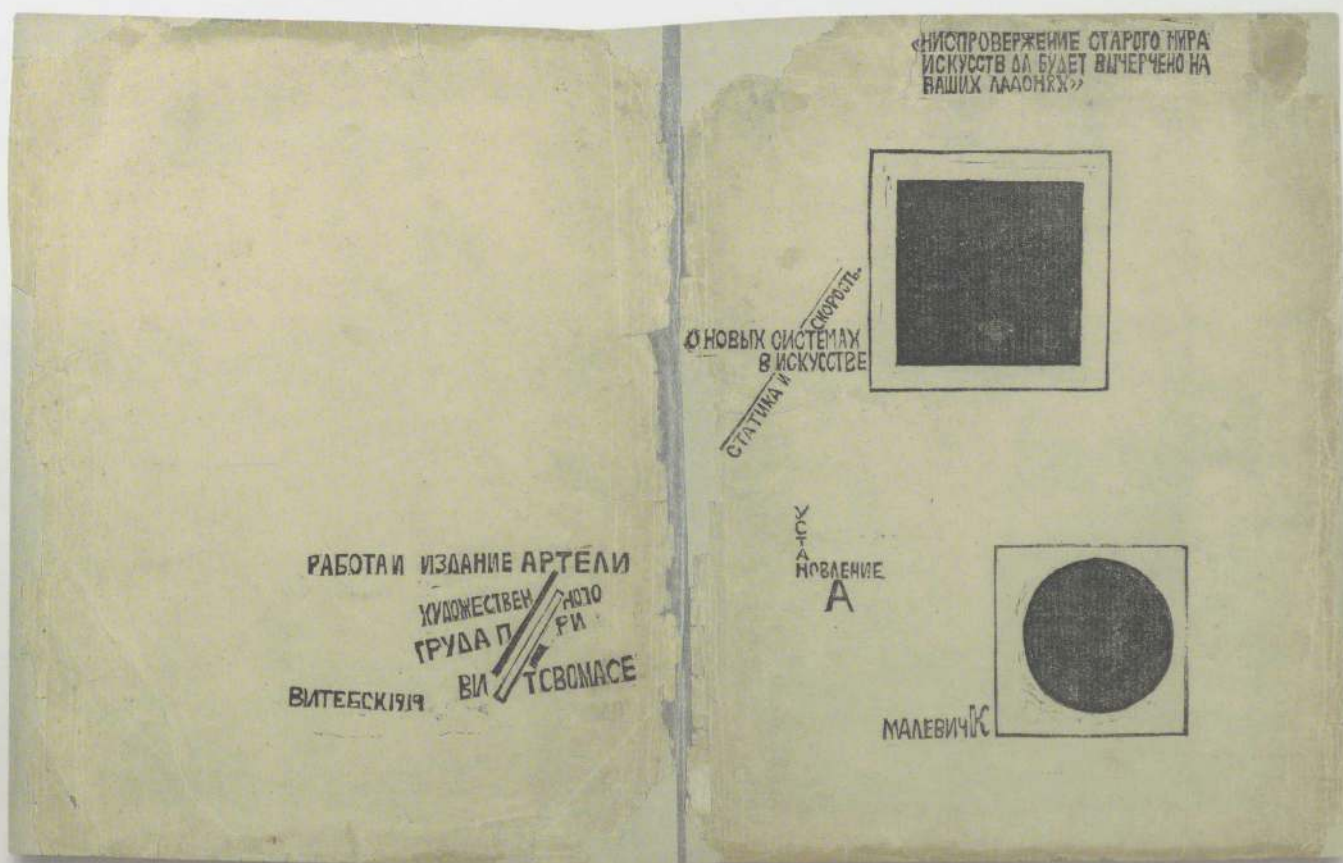 РАБОТА И ИЗДАНИЕ АРТЕЛИ
ХУДОЖЕСТВЕННОГО
ТРУДА ПРИ
ВИТСВОМАСЕ
ВИТЕБСК 1919
«НИСПРОВЕРЖЕНИЕ СТАРОГО МИРА
ИСКУССТВ ДА БУДЕТ ВЫЧЕРЧЕНО НА
ВАШИХ ЛАДОНЯХ»
О НОВЫХ СИСТЕМАХ
В ИСКУССТВЕ
СТАТИКА И СКОРОСТЬ.
УСТАНОВЛЕНИЕ
А
МАЛЕВИЧ К